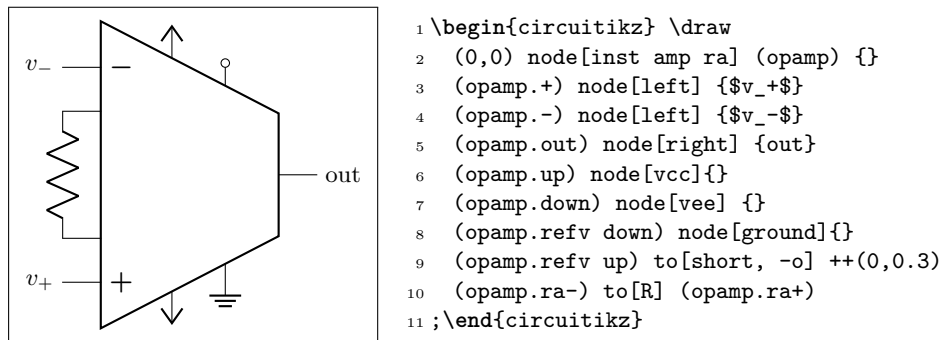 v−
−
+
v+
out
1 \begin{circuitikz} \draw
2 (0,0) node[inst amp ra] (opamp) {}
3 (opamp.+) node[left] {$v_+$}
4 (opamp.-) node[left] {$v_-$}
5 (opamp.out) node[right] {out}
6 (opamp.up) node[vcc]{}
7 (opamp.down) node[vee] {}
8 (opamp.refv down) node[ground]{}
9 (opamp.refv up) to[short, -o] ++(0,0.3)
10 (opamp.ra-) to[R] (opamp.ra+)
11 ;\end{circuitikz}